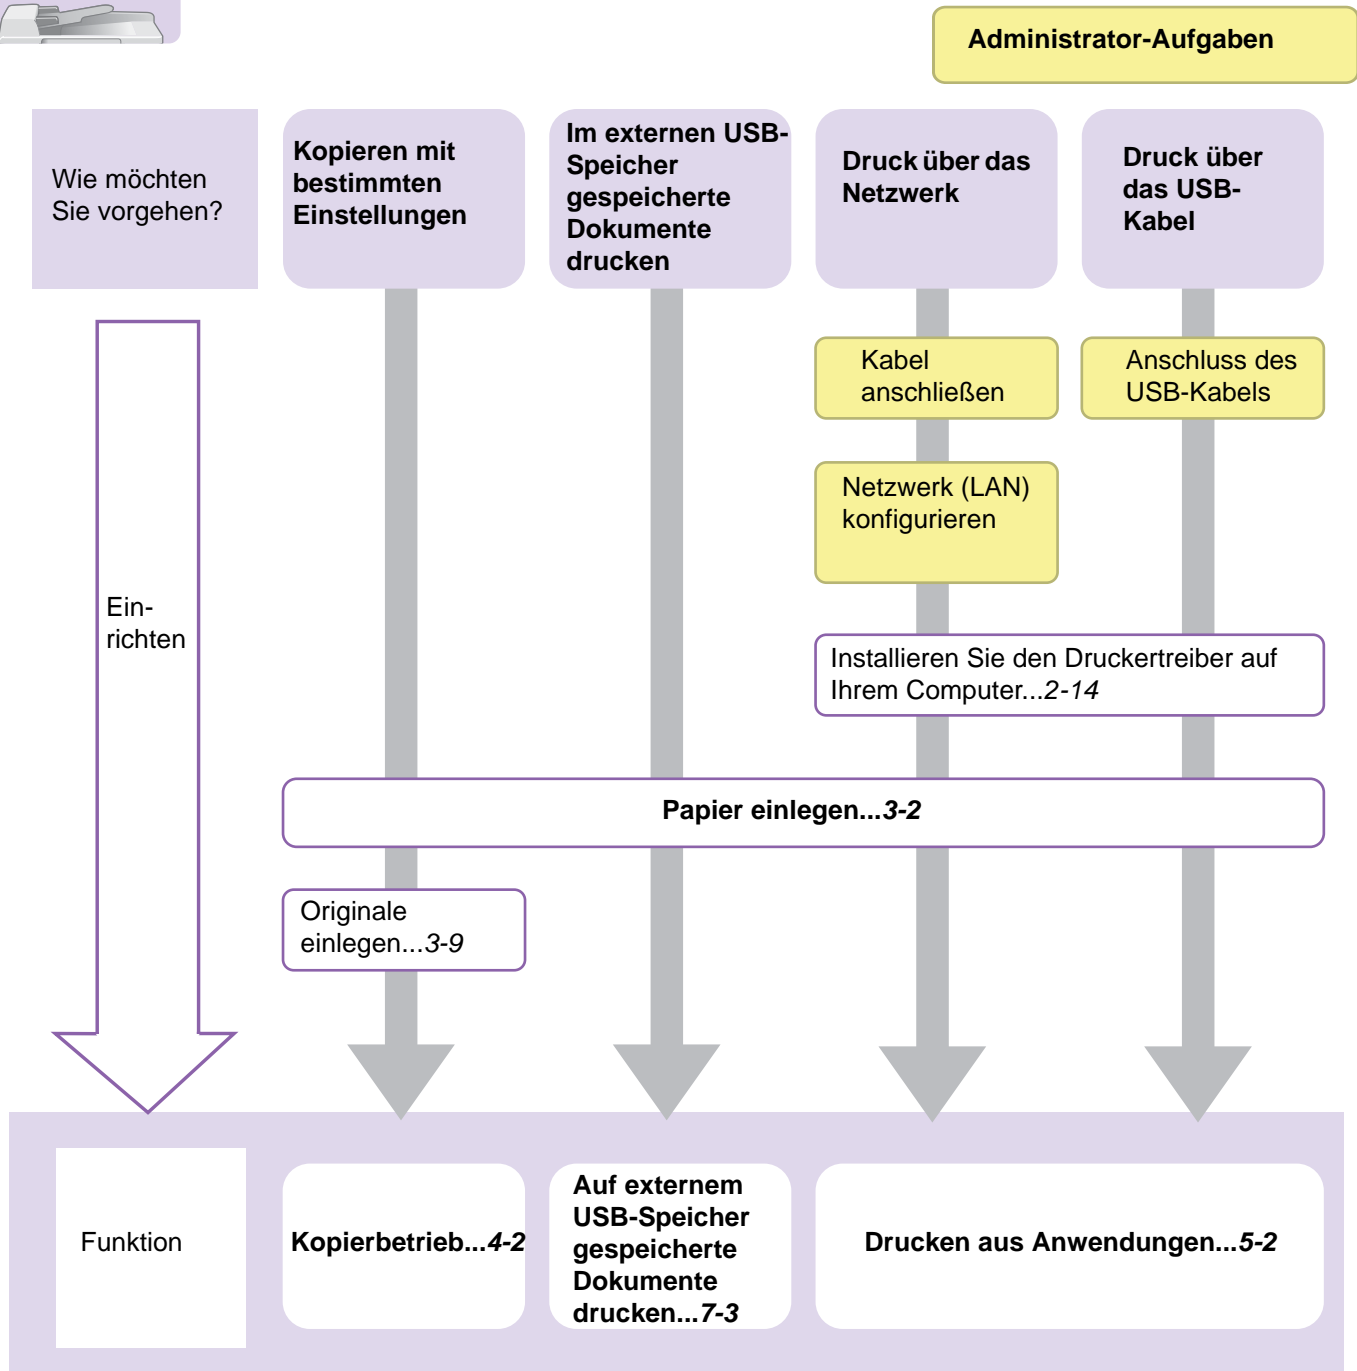 Administrator-Aufgaben
Wie möchten
Sie vorgehen?
Kopieren mit
bestimmten
Einstellungen
Im externen USB-
Speicher
gespeicherte
Dokumente
drucken
Druck über das
Netzwerk
Druck über
das USB-
Kabel
Kabel
anschließen
Anschluss des
USB-Kabels
Netzwerk (LAN)
konfigurieren
Ein-
richten
Installieren Sie den Druckertreiber auf
Ihrem Computer...2-14
Papier einlegen...3-2
Originale
einlegen...3-9
Funktion
Kopierbetrieb...4-2
Auf externem
USB-Speicher
gespeicherte
Dokumente
drucken...7-3
Drucken aus Anwendungen...5-2